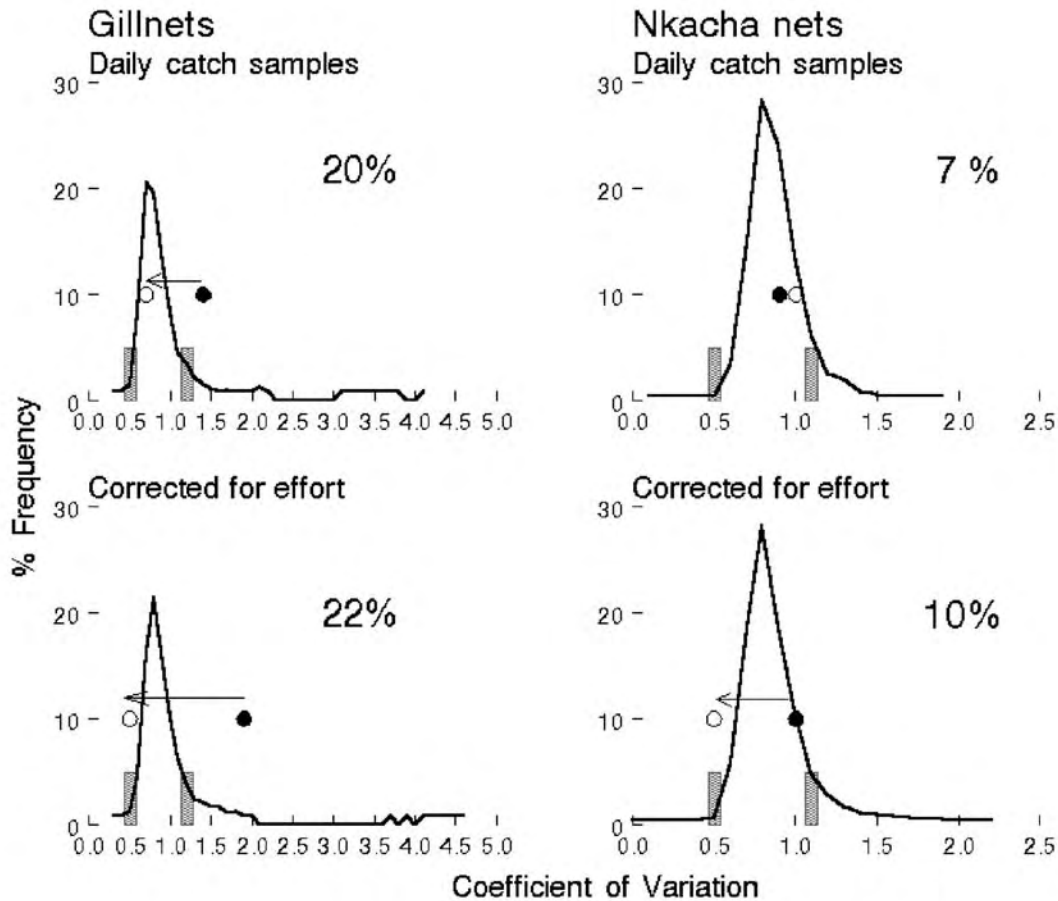 Gillnets
Daily catch samples
30
20
10
0
20%
0.0 0.5 1.0 1.5 2.0 2.5 3.0 3.5 4.0 4.5 5.0
Nkacha nets
Daily catch samples
30
20
10
0
7 %
0.0 0.5 1.0 1.5 2.0 2.5
Corrected for effort
30
20
10
0
22%
0.0 0.5 1.0 1.5 2.0 2.5 3.0 3.5 4.0 4.5 5.0
Corrected for effort
30
20
10
0
10%
0.0 0.5 1.0 1.5 2.0 2.5
% Frequency
Coefficient of Variation